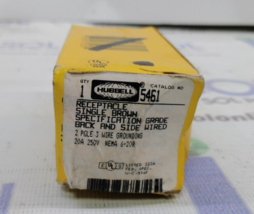 QTY
CATALOG NO
1 HUBBELL 5461
RECEPTACLE
SINGLE BROWN
SPECIFICATION GRADE
BACK AND SIDE WIRED
2 POLE 3 WIRE GROUNDING
20A 250V NEMA 6-20R